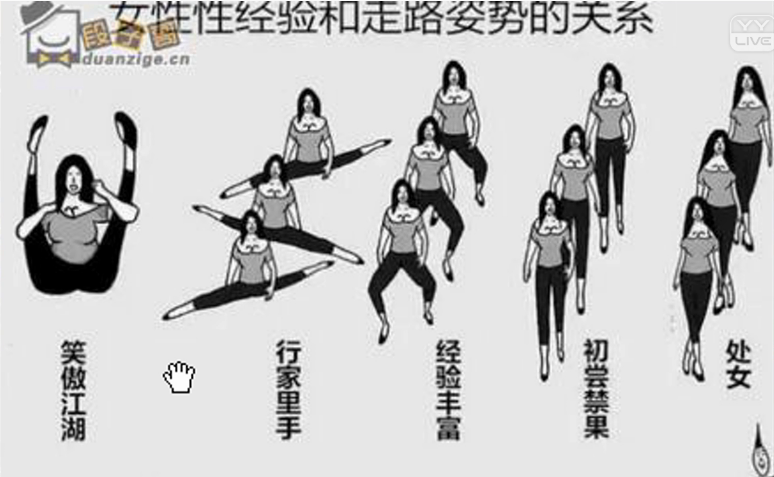 女性性经验和走路姿势的关系
段子哥
duanzige.cn
YY
LIVE
笑傲江湖
行家里手
经验丰富
初尝禁果
处女